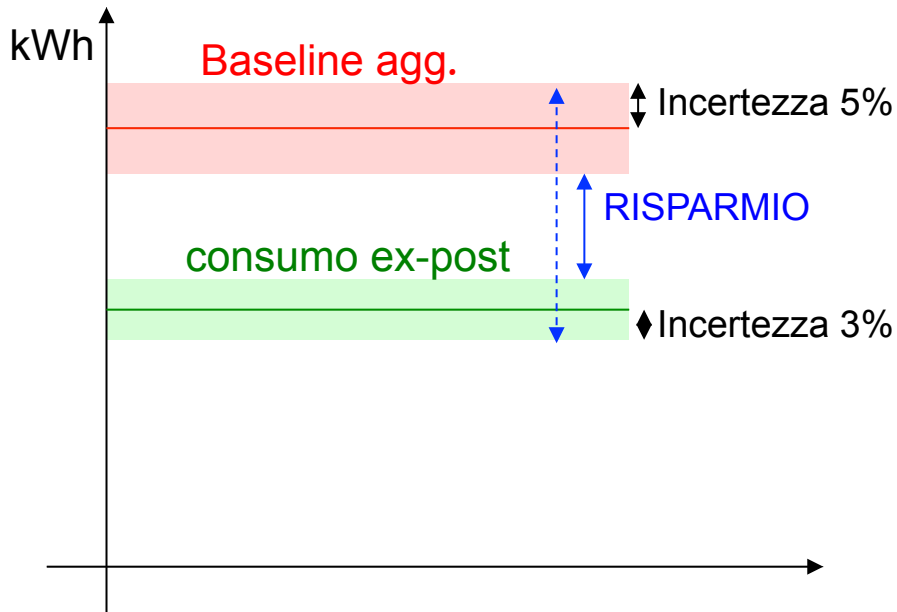 kWh
Baseline agg.
Incertezza 5%
RISPARMIO
consumo ex-post
Incertezza 3%